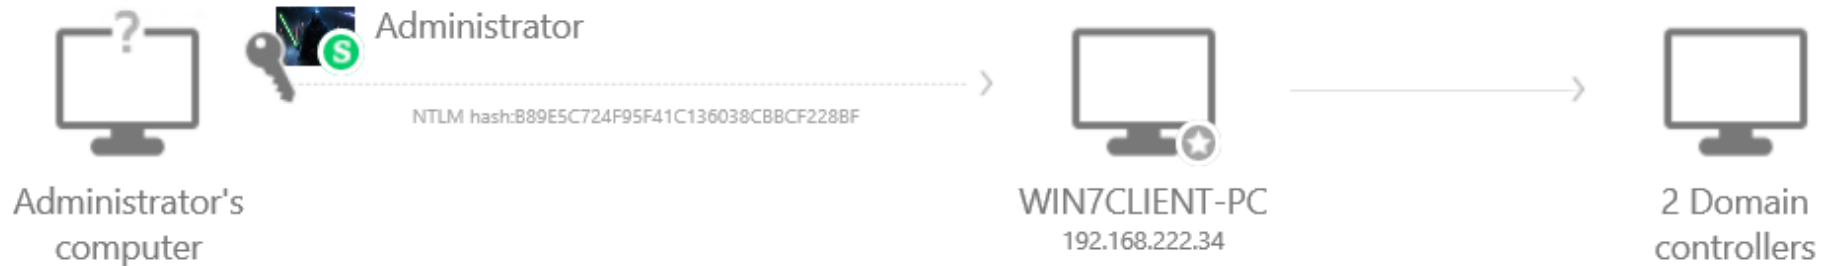 ?
S
Administrator
NTLM hash:B89E5C724F95F41C136038CBBCF228BF
Administrator's
computer
WIN7CLIENT-PC
192.168.222.34
2 Domain
controllers